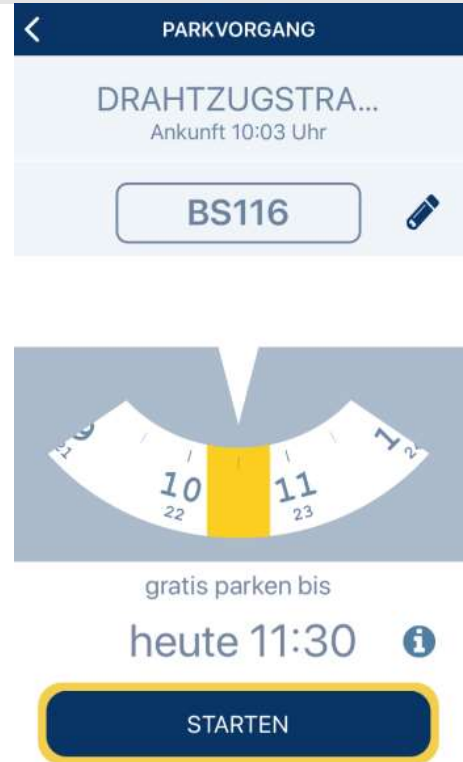 PARKVORGANG
DRAHTZUGSTRA...
Ankunft 10:03 Uhr
BS116
10
11
22
23
gratis parken bis
heute 11:30
STARTEN